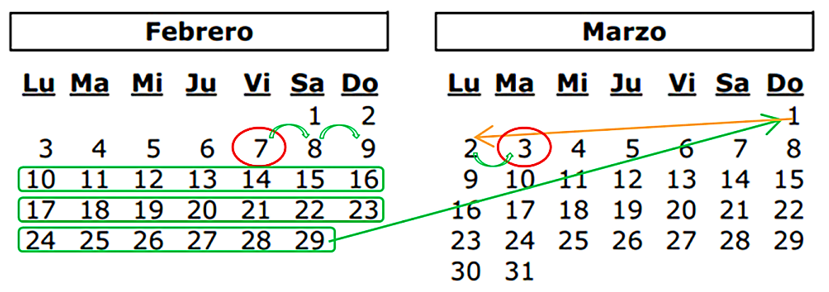 Febrero
Lu Ma Mi Ju Vi Sa Do
1 2
3 4 5 6 7 8 9
10 11 12 13 14 15 16
17 18 19 20 21 22 23
24 25 26 27 28 29
Marzo
Lu Ma Mi Ju Vi Sa Do
1
2 3 4 5 6 7 8
9 10 11 12 13 14 15
16 17 18 19 20 21 22
23 24 25 26 27 28 29
30 31